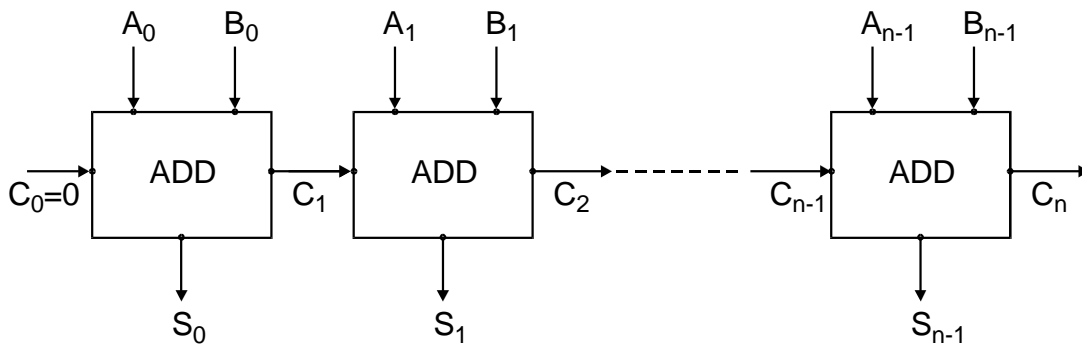 A₀ B₀ A₁ B₁ Aₙ₋₁ Bₙ₋₁
ADD ADD ADD
C₀=0 C₁ C₂ Cₙ₋₁ Cₙ
S₀ S₁ Sₙ₋₁